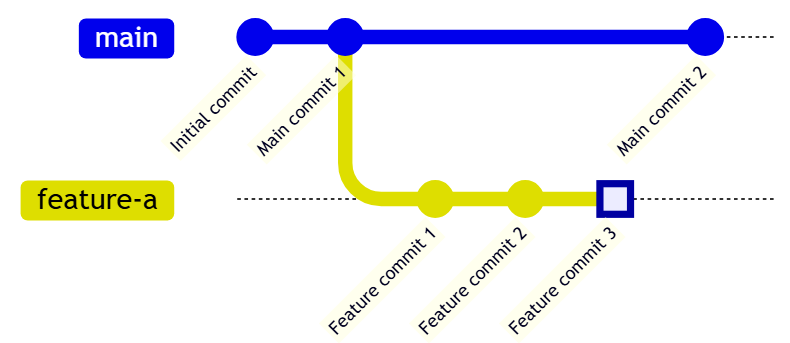 main
Initial commit
Main commit 1
Main commit 2
feature-a
Feature commit 1
Feature commit 2
Feature commit 3